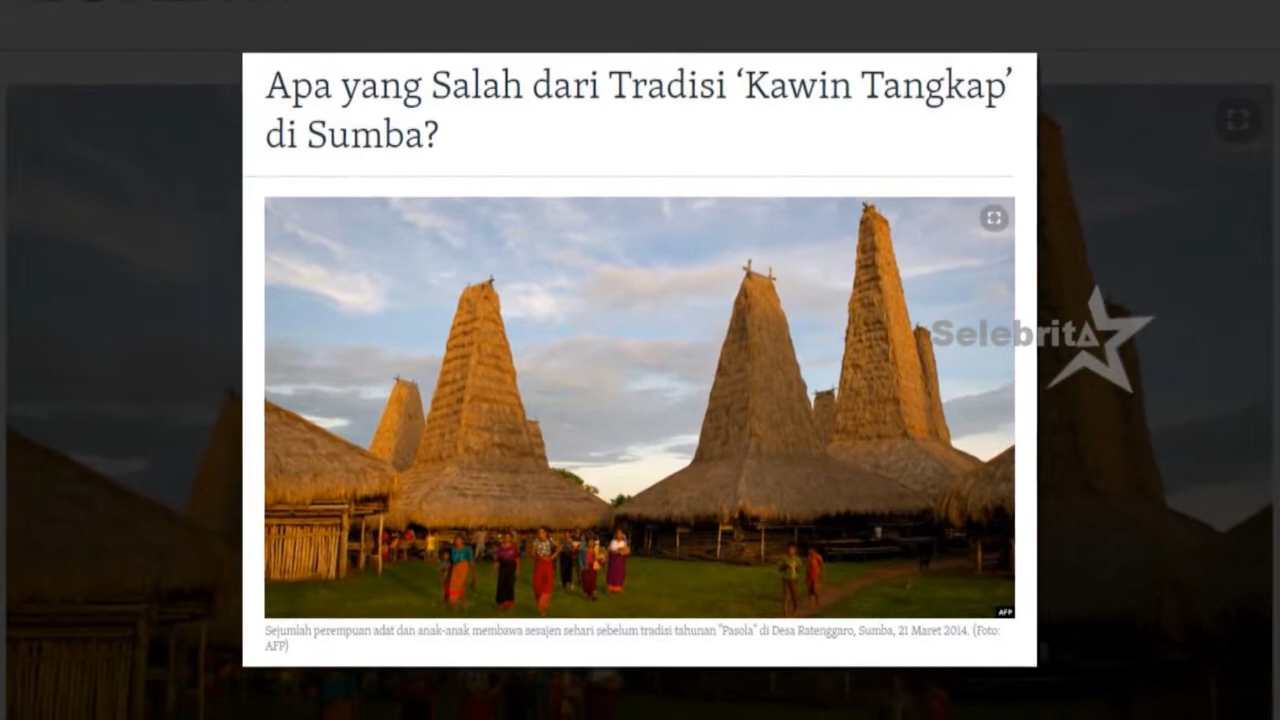 Apa yang Salah dari Tradisi ‘Kawin Tangkap’
di Sumba?
Selebrita
AFP
Sejumlah perempuan adat dan anak-anak membawa sesajen sehari sebelum tradisi tahunan "Pasola" di Desa Ratenggaro, Sumba, 21 Maret 2014. (Foto:
AFP)